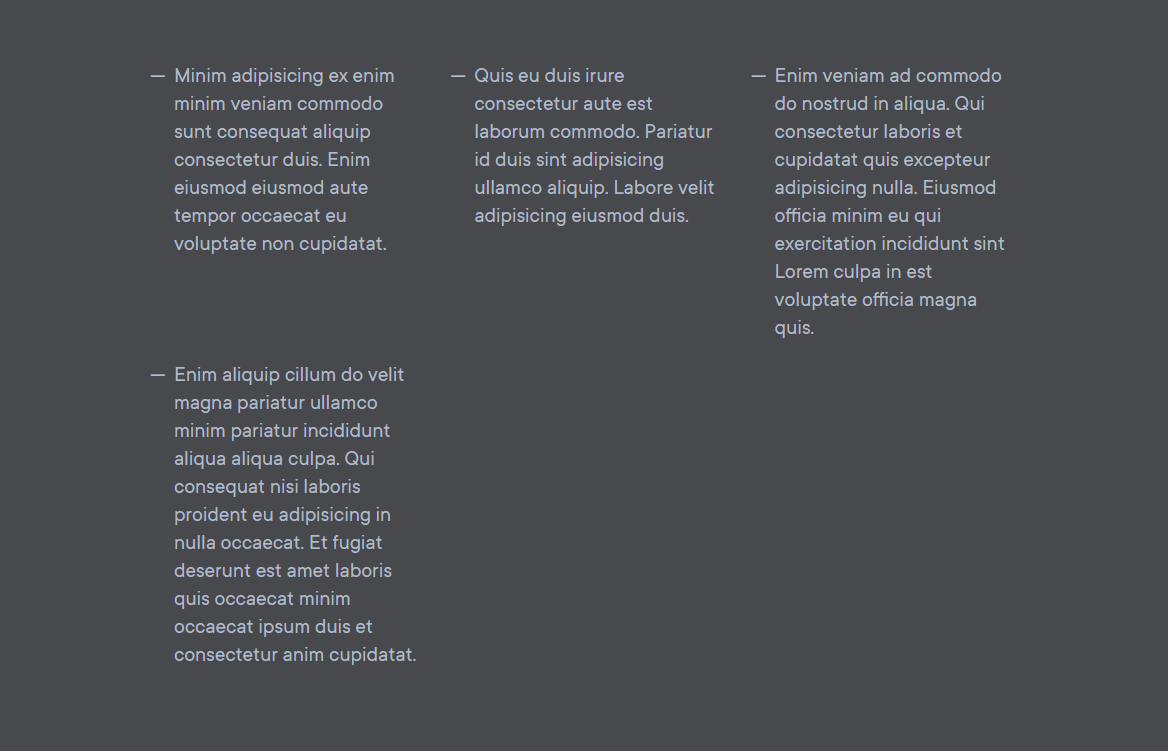 — Minim adipisicing ex enim
minim veniam commodo
sunt consequat aliquip
consectetur duis. Enim
eiusmod eiusmod aute
tempor occaecat eu
voluptate non cupidatat.
— Quis eu duis irure
consectetur aute est
laborum commodo. Pariatur
id duis sint adipisicing
ullamco aliquip. Labore velit
adipisicing eiusmod duis.
— Enim veniam ad commodo
do nostrud in aliqua. Qui
consectetur laboris et
cupidatat quis excepteur
adipisicing nulla. Eiusmod
officia minim eu qui
exercitation incididunt sint
Lorem culpa in est
voluptate officia magna
quis.
— Enim aliquip cillum do velit
magna pariatur ullamco
minim pariatur incididunt
aliqua aliqua culpa. Qui
consequat nisi laboris
proident eu adipisicing in
nulla occaecat. Et fugiat
deserunt est amet laboris
quis occaecat minim
occaecat ipsum duis et
consectetur anim cupidatat.